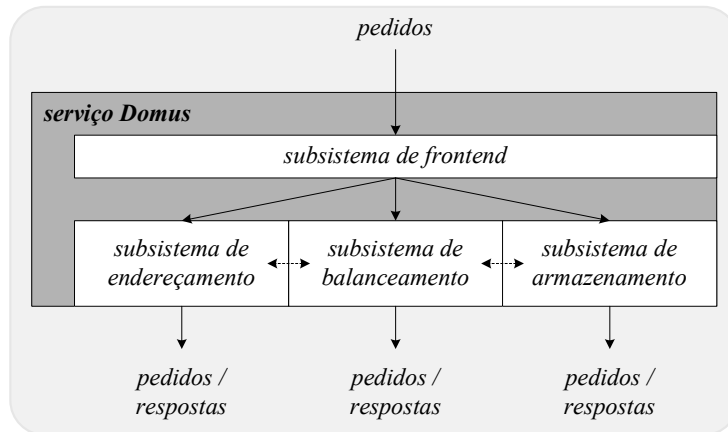 pedidos
serviço Domus
subsistema de frontend
subsistema de
endereçamento
subsistema de
balanceamento
subsistema de
armazenamento
pedidos /
respostas
pedidos /
respostas
pedidos /
respostas